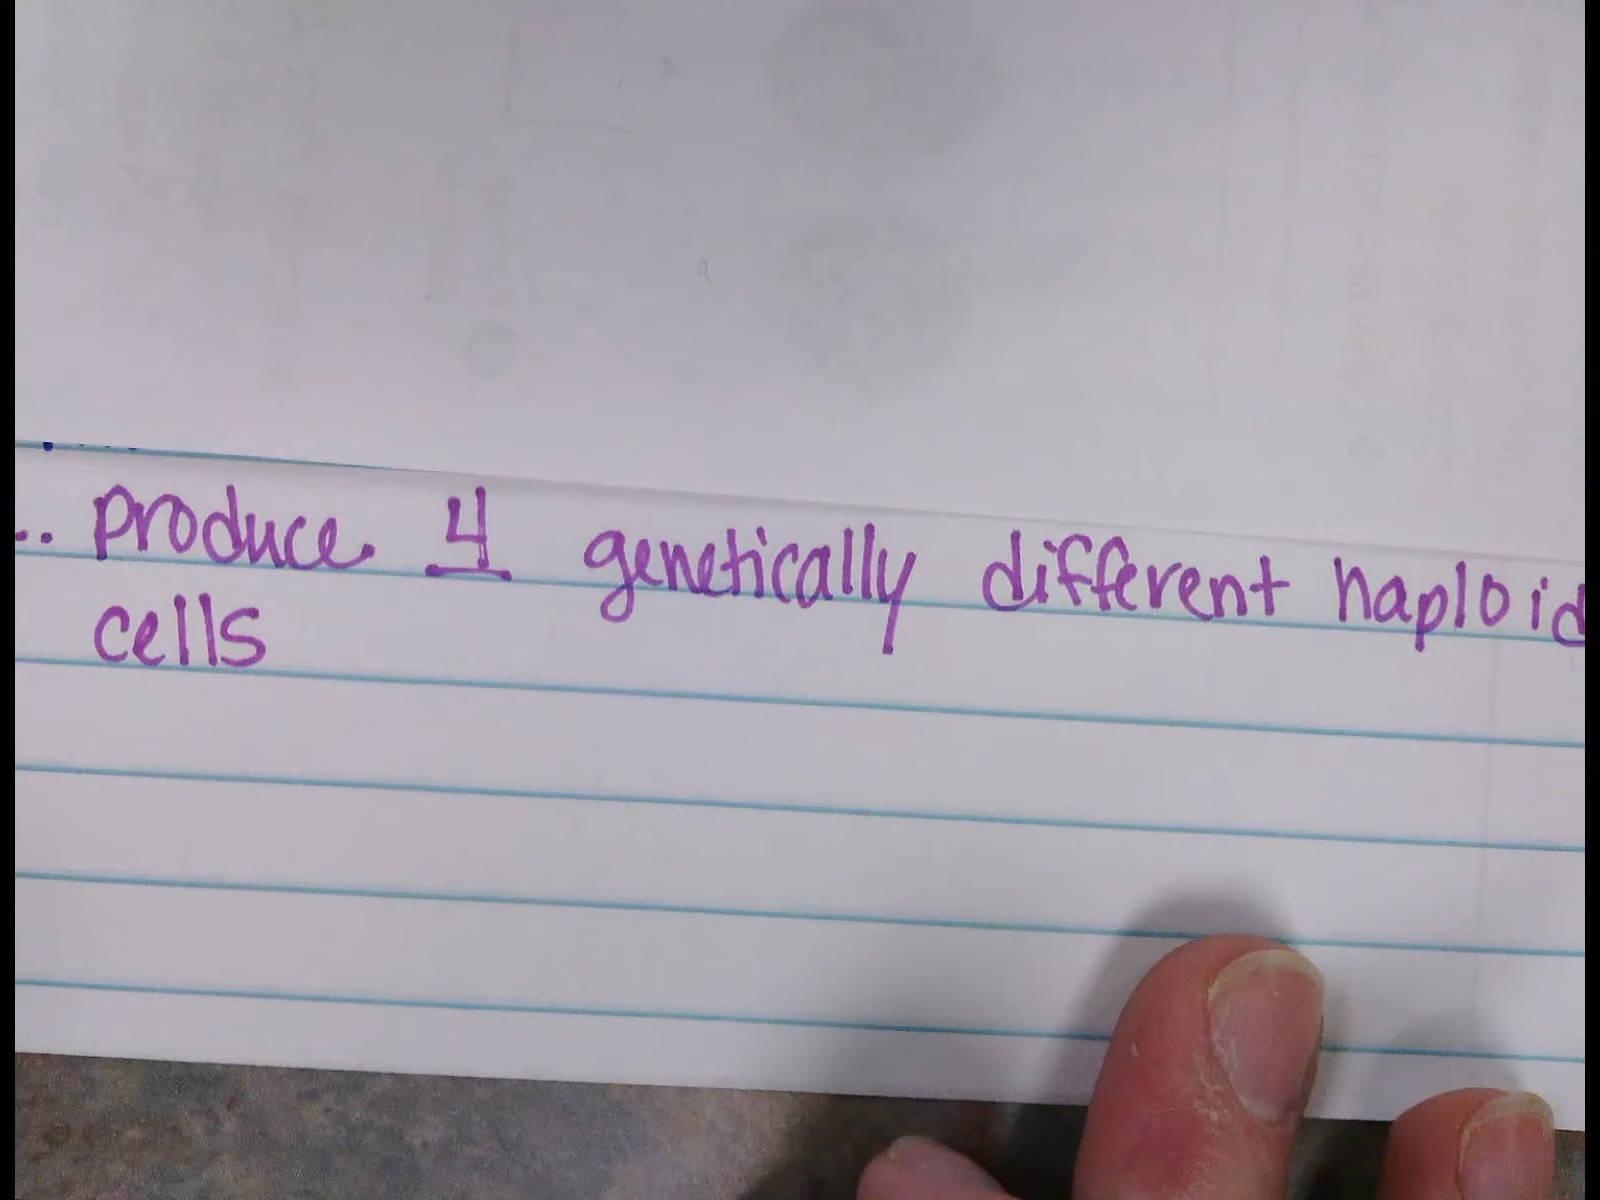 .. produce 4 genetically different haploid
cells